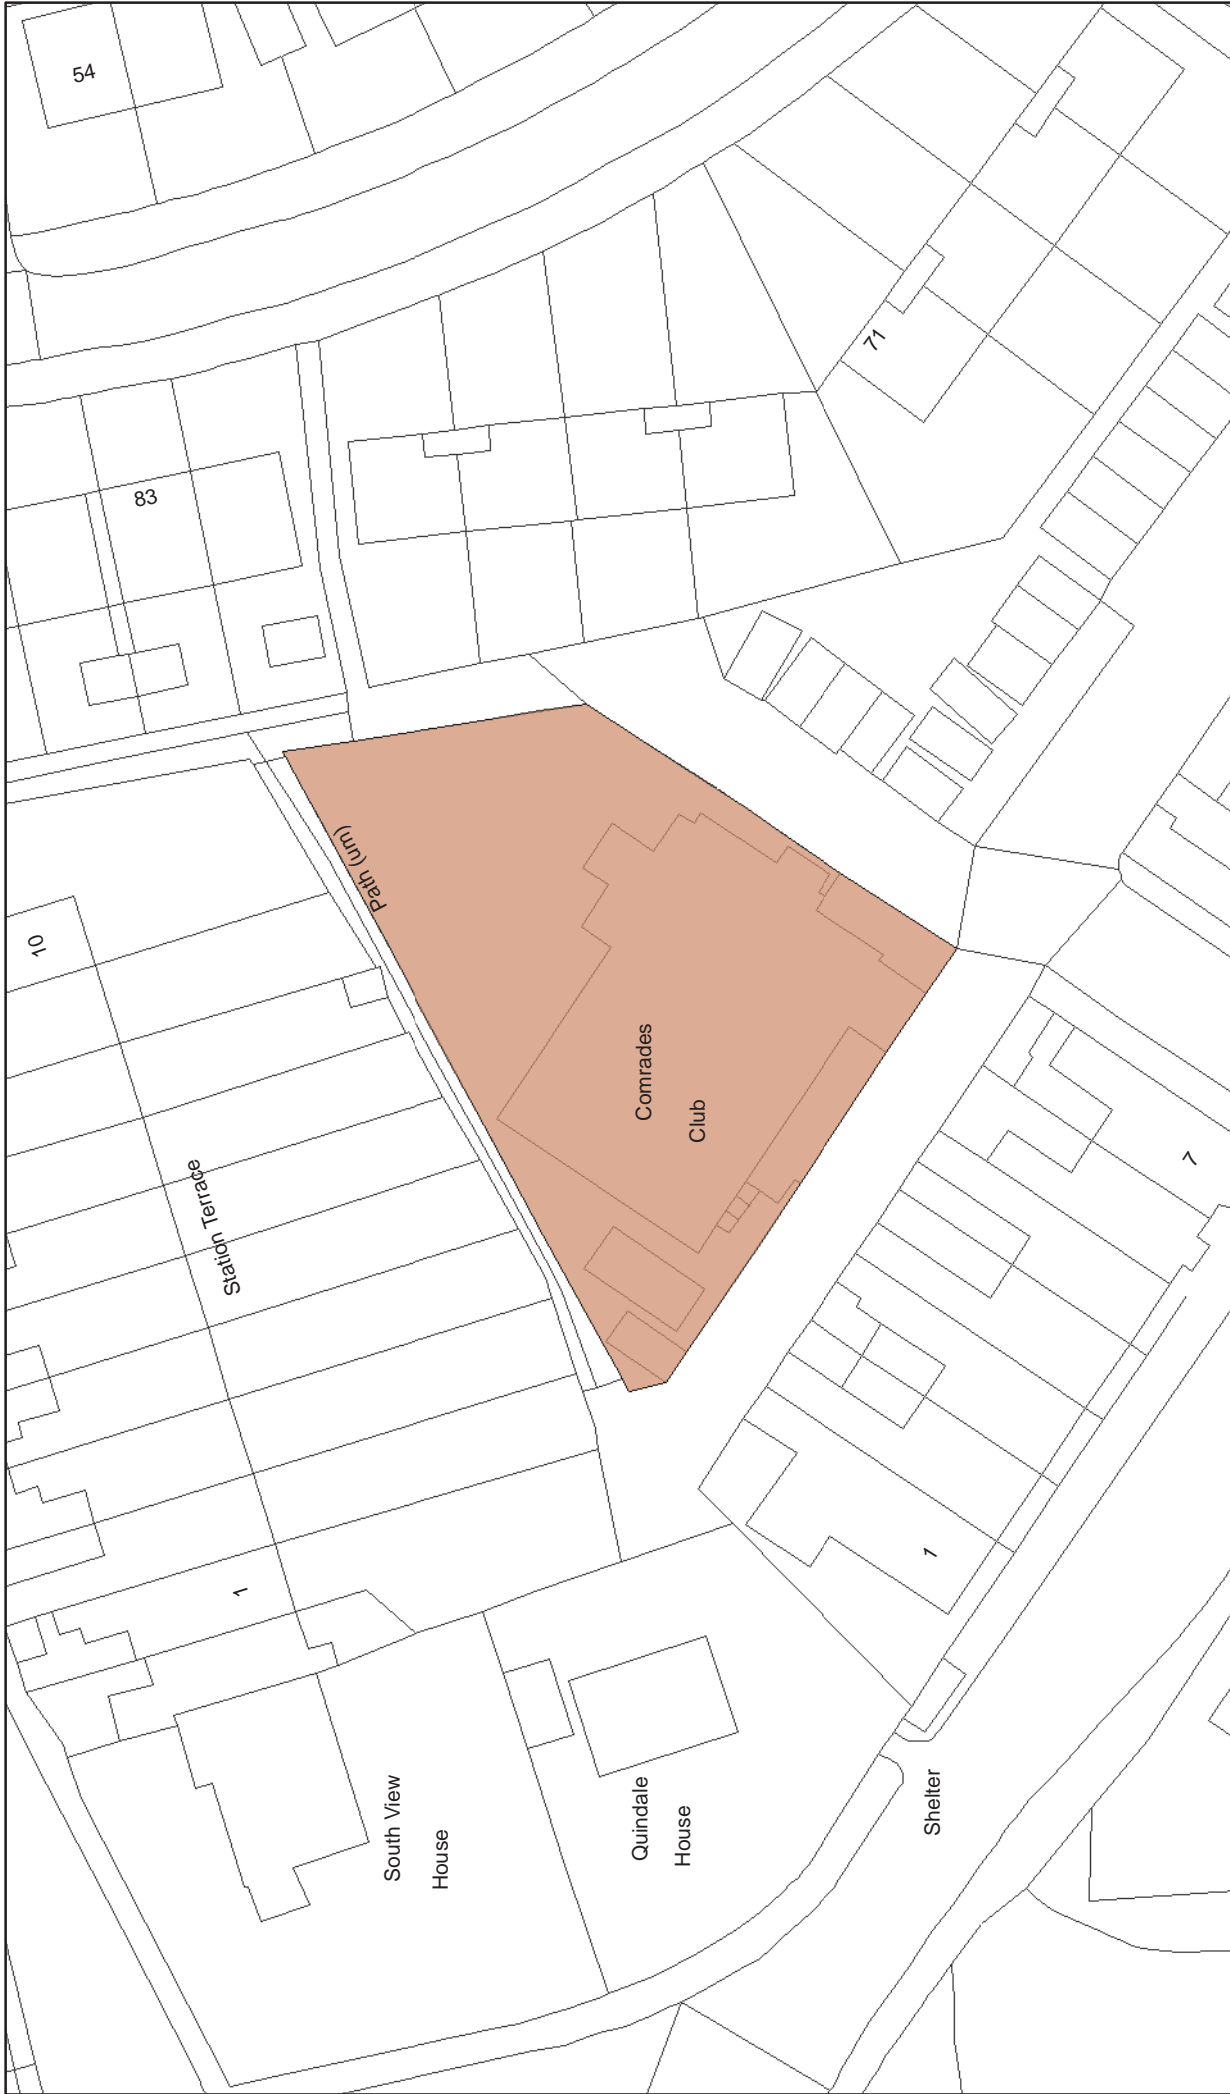 54
83
71
10
Path (um)
Comrades
Club
Station Terrace
7
1
1
South View
House
Quindale
House
Shelter